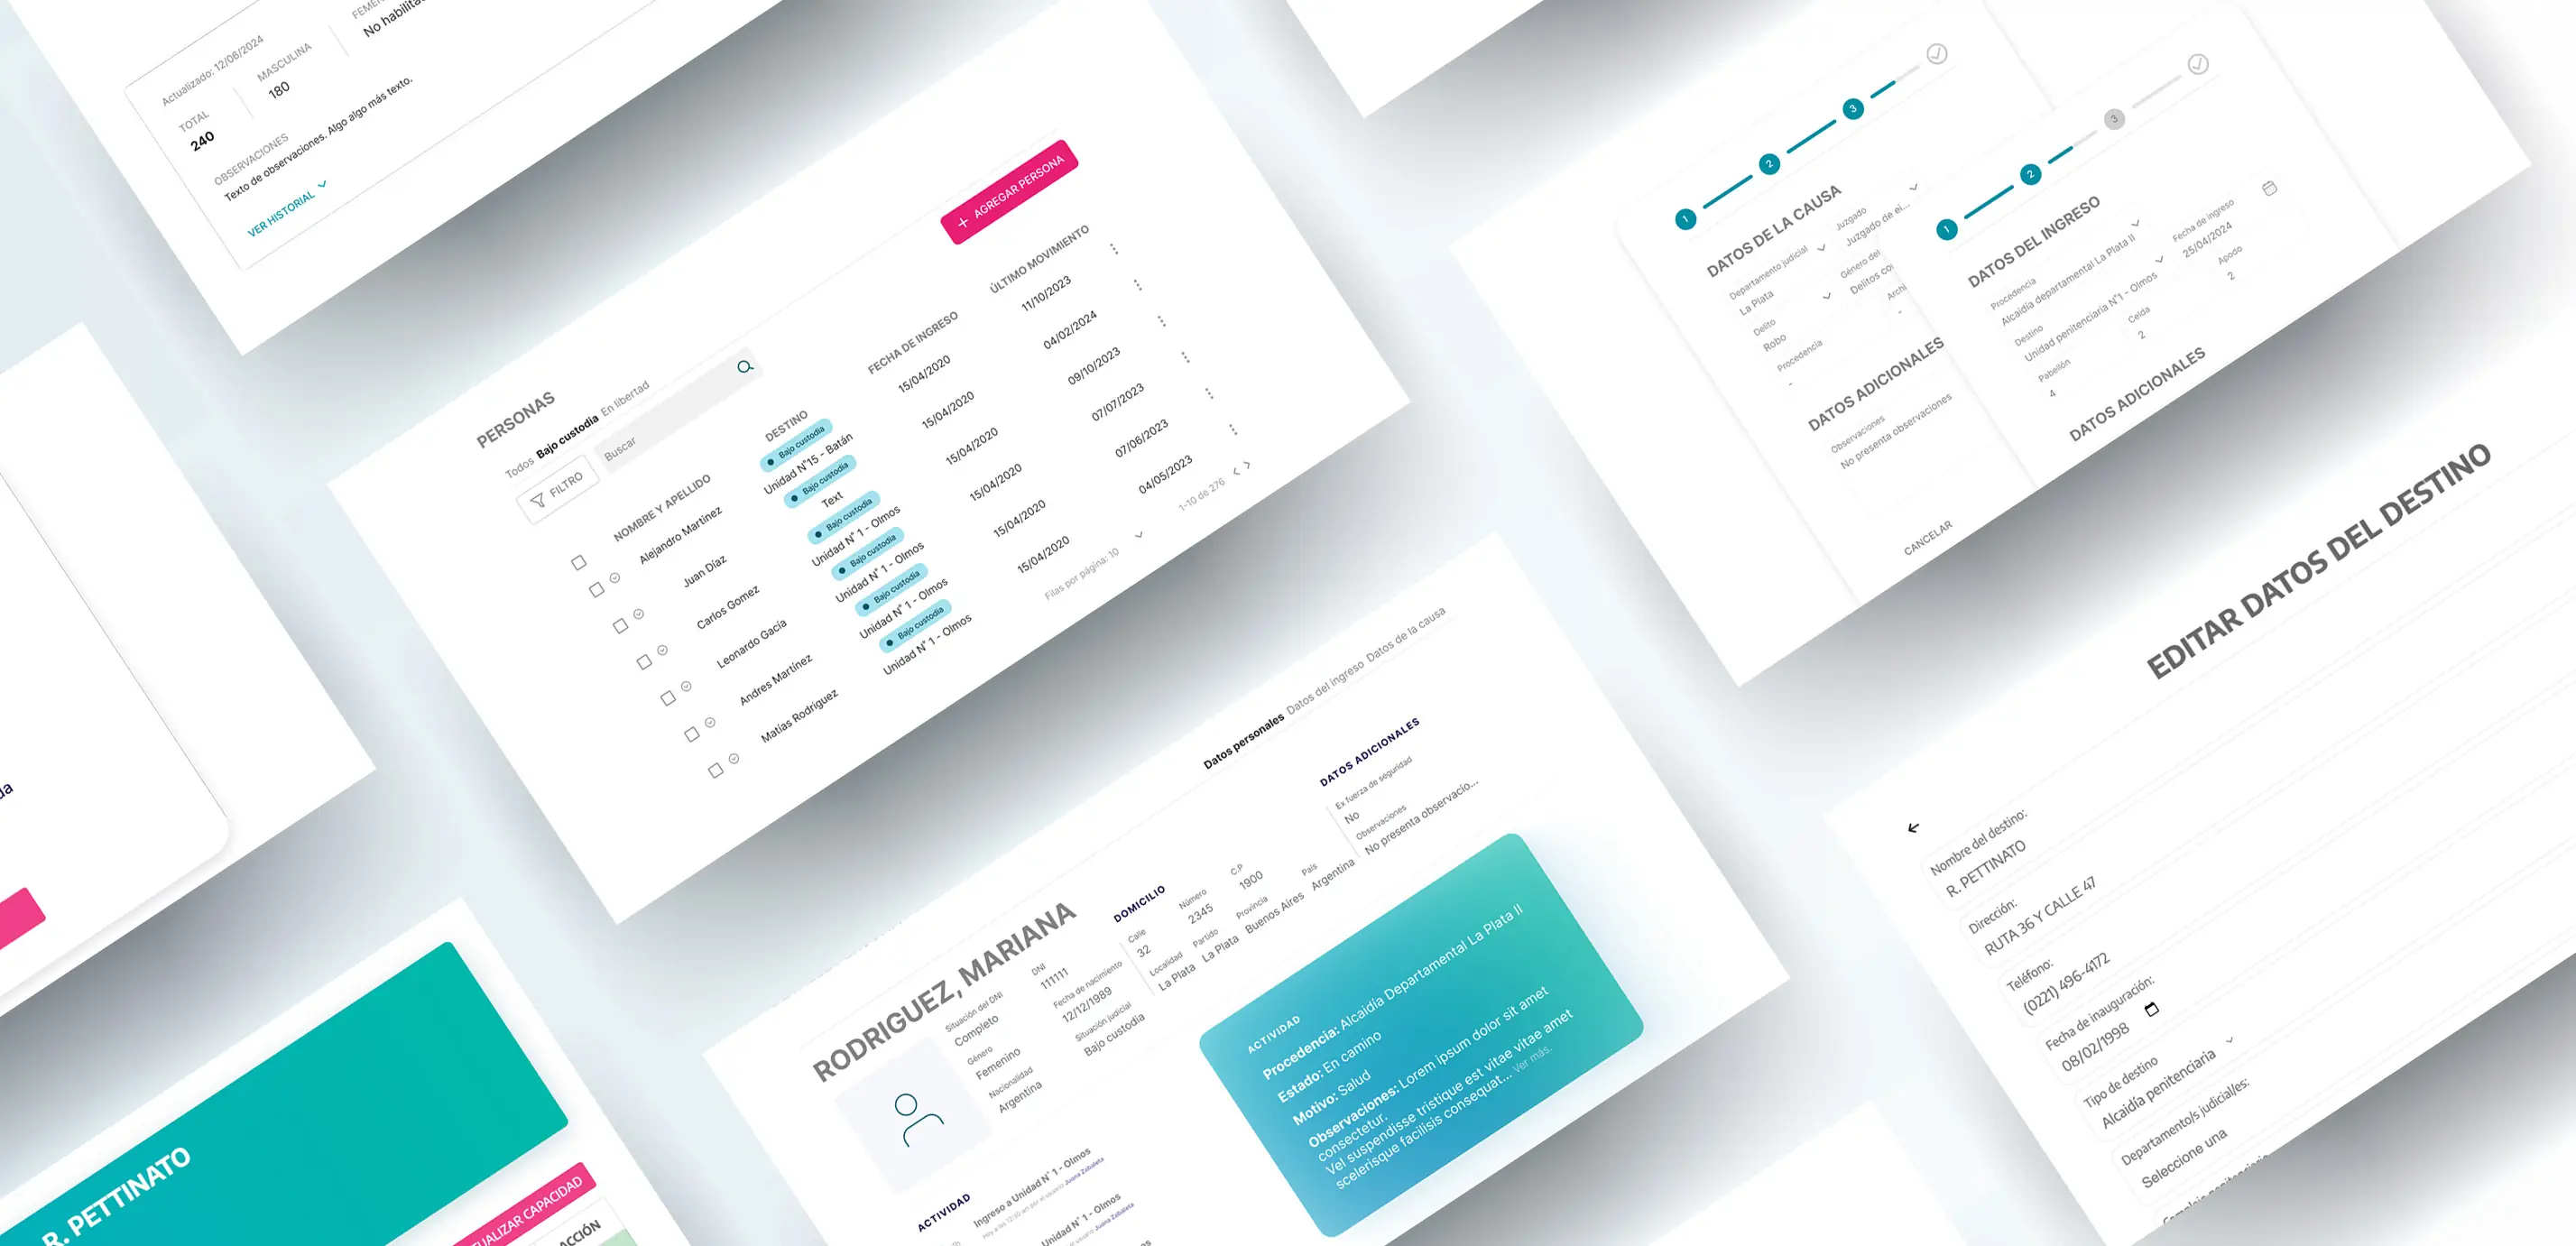 Actualizado: 12/06/2024
TOTAL
240
MASCULINA
180
No
OBSERVACIONES
Texto de observaciones. Algo algo más texto.
VER HISTORIAL
PERSONAS
+ AGREGAR PERSONA
Todos Bajo custodia En libertad
FILTRO
Buscar
NOMBRE Y APELLIDO DESTINO FECHA DE INGRESO ÚLTIMO MOVIMIENTO
Alejandro Martinez Bajo custodia Unidad N°15 - Batán 15/04/2020 11/10/2023
Juan Díaz Bajo custodia Text 15/04/2020 04/02/2024
Carlos Gomez Bajo custodia Unidad N° 1 - Olmos 15/04/2020 09/10/2023
Leonardo Gacía Bajo custodia Unidad N° 1 - Olmos 15/04/2020 07/07/2023
Andres Martínez Bajo custodia Unidad N° 1 - Olmos 15/04/2020 07/06/2023
Matías Rodriguez Bajo custodia Unidad N° 1 - Olmos 15/04/2020 04/05/2023
Filas por página: 10
1-10 de 276
1 2 3
DATOS DE LA CAUSA
Departamento judicial
La Plata
Juzgado
Juzgado de ej...
Delito
Robo
Género del
Delitos
Procedencia
-
-
DATOS ADICIONALES
Observaciones
No presenta observaciones
CANCELAR
1 2 3
DATOS DEL INGRESO
Procedencia
Alcaidía departamental La Plata II
Fecha de ingreso
25/04/2024
Destino
Unidad penitenciaria N°1 - Olmos
Apodo
2
Pabellón
4
Celda
2
DATOS ADICIONALES
RODRIGUEZ, MARIANA
Datos personales Datos del ingreso Datos de la causa
Situación del DNI
Completo
DNI
11111
Género
Femenino
Fecha de nacimiento
12/12/1989
Nacionalidad
Argentina
Situación judicial
Bajo custodia
DOMICILIO
Calle
32
Número
2345
C.P
1900
Localidad
La Plata
Partido
La Plata
Provincia
Buenos Aires
País
Argentina
DATOS ADICIONALES
Ex fuerza de seguridad
No
Observaciones
No presenta observacio...
ACTIVIDAD
Ingreso a Unidad N° 1 - Olmos
Hoy a las 12:50 am por el usuario Juana Zabaleta
Unidad N° 1 - Olmos
el usuario Juana Zabaleta
ACTIVIDAD
Procedencia: Alcaidía Departamental La Plata II
Estado: En camino
Motivo: Salud
Observaciones: Lorem ipsum dolor sit amet
consectetur.
Vel suspendisse tristique est vitae vitae amet
scelerisque facilisis consequat... Ver más.
EDITAR DATOS DEL DESTINO
Nombre del destino:
R. PETTINATO
Dirección:
RUTA 36 Y CALLE 47
Teléfono:
(0221) 496-4172
Fecha de inauguración:
08/02/1998
Tipo de destino
Alcaidía penitenciaria
Departamento/s judicial/es:
Seleccione una
R. PETTINATO
CAPACIDAD